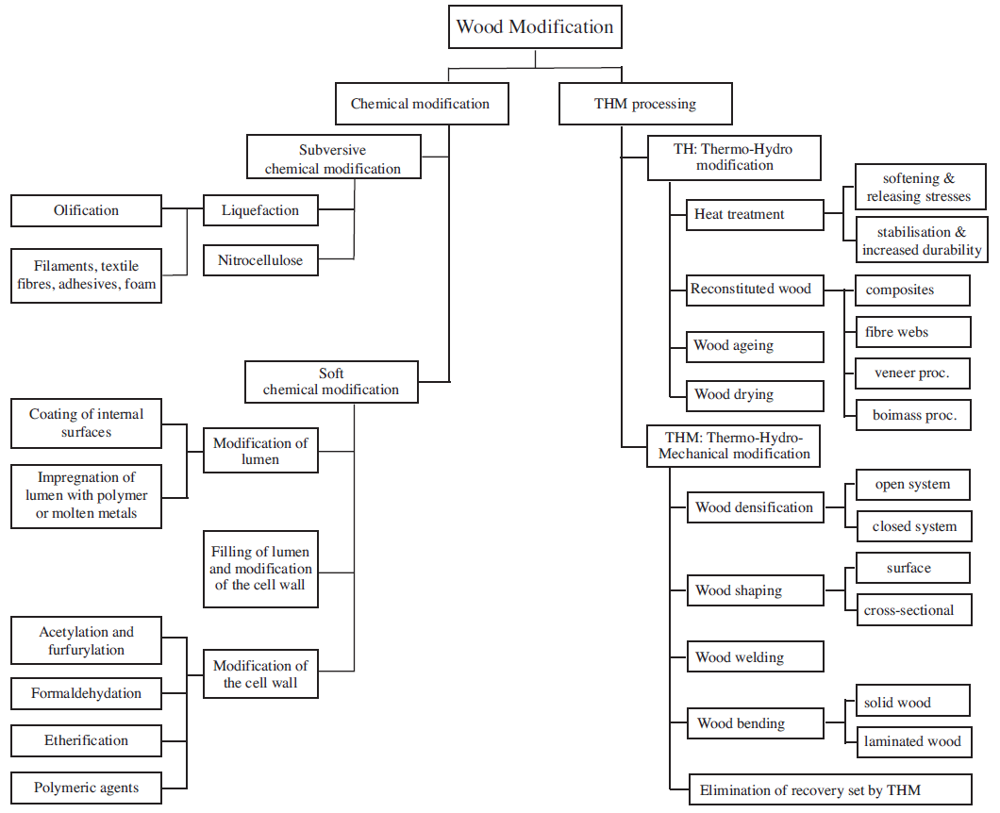 Wood Modification
Chemical modification
Subversive
chemical modification
Olification
Liquefaction
Filaments, textile
fibres, adhesives, foam
Nitrocellulose
Soft
chemical modification
Coating of internal
surfaces
Modification of
lumen
Impregnation of
lumen with polymer
or molten metals
Filling of lumen
and modification
of the cell wall
Acetylation and
furfurylation
Modification of
the cell wall
Formaldehydation
Etherification
Polymeric agents
THM processing
TH: Thermo-Hydro
modification
Heat treatment
softening &
releasing stresses
stabilisation &
increased durability
Reconstituted wood
composites
fibre webs
veneer proc.
boimass proc.
Wood ageing
Wood drying
THM: Thermo-Hydro-
Mechanical modification
Wood densification
open system
closed system
Wood shaping
surface
cross-sectional
Wood welding
Wood bending
solid wood
laminated wood
Elimination of recovery set by THM